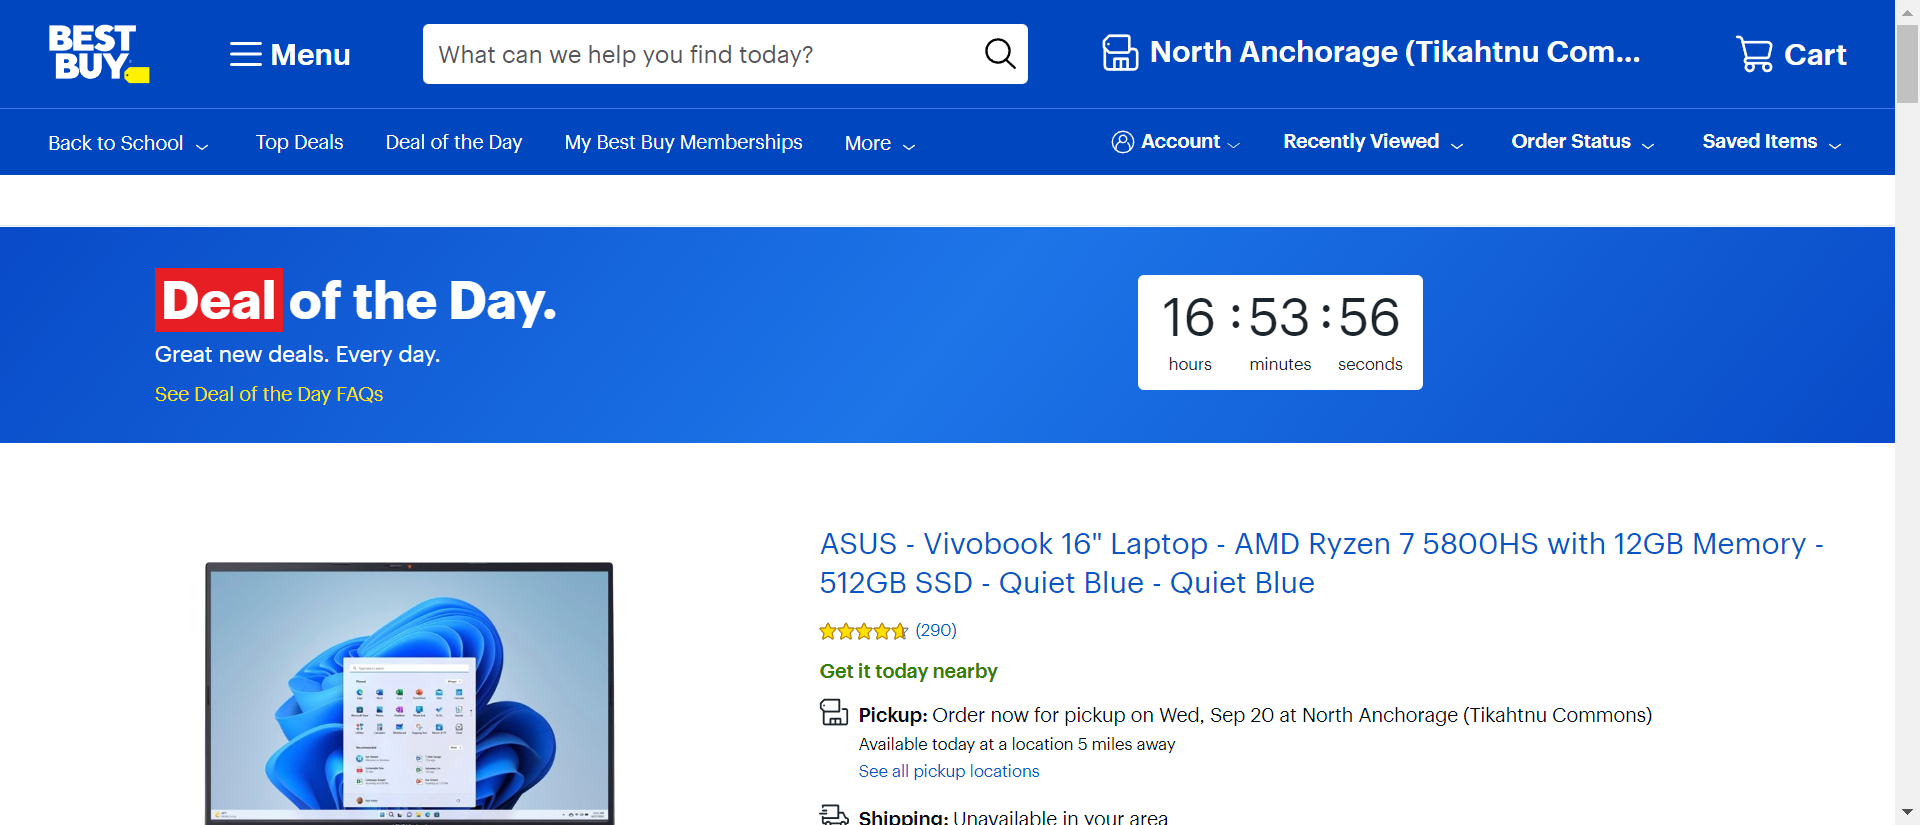 BEST BUY
Menu
What can we help you find today?
North Anchorage (Tikahtnu Com...
Cart
Back to School
Top Deals
Deal of the Day
My Best Buy Memberships
More
Account
Recently Viewed
Order Status
Saved Items
Deal of the Day.
Great new deals. Every day.
See Deal of the Day FAQs
16 : 53 : 56
hours minutes seconds
ASUS - Vivobook 16" Laptop - AMD Ryzen 7 5800HS with 12GB Memory -
512GB SSD - Quiet Blue - Quiet Blue
(290)
Get it today nearby
Pickup: Order now for pickup on Wed, Sep 20 at North Anchorage (Tikahtnu Commons)
Available today at a location 5 miles away
See all pickup locations
Shipping: Unavailable in your area